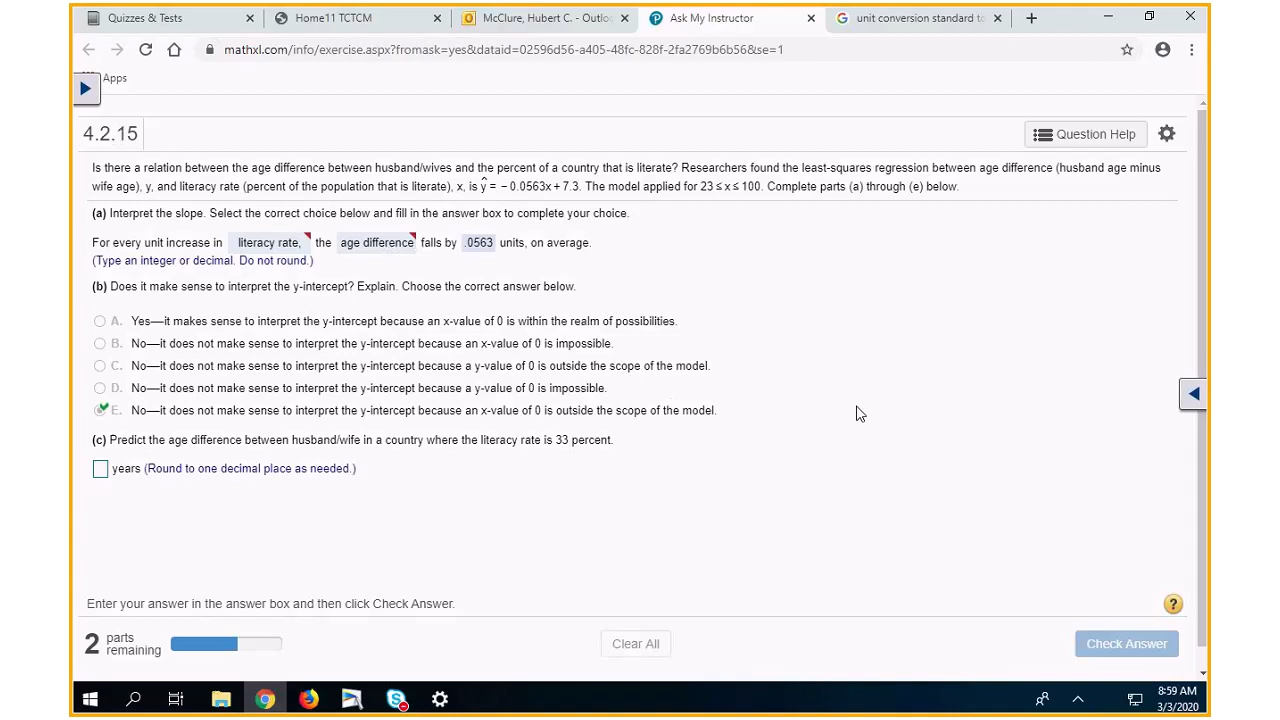 Quizzes & Tests
Home11 TCTCM
McClure, Hubert C. - Outloo
Ask My Instructor
unit conversion standard to
mathxl.com/info/exercise.aspx?fromask=yes&dataid=02596d56-a405-48fc-828f-2fa2769b6b56&se=1
Apps
4.2.15
Question Help
Is there a relation between the age difference between husband/wives and the percent of a country that is literate? Researchers found the least-squares regression between age difference (husband age minus
wife age), y, and literacy rate (percent of the population that is literate), x, is ŷ = − 0.0563x + 7.3. The model applied for 23 ≤ x ≤ 100. Complete parts (a) through (e) below.
(a) Interpret the slope. Select the correct choice below and fill in the answer box to complete your choice.
For every unit increase in literacy rate, the age difference falls by .0563 units, on average.
(Type an integer or decimal. Do not round.)
(b) Does it make sense to interpret the y-intercept? Explain. Choose the correct answer below.
A. Yes—it makes sense to interpret the y-intercept because an x-value of 0 is within the realm of possibilities.
B. No—it does not make sense to interpret the y-intercept because an x-value of 0 is impossible.
C. No—it does not make sense to interpret the y-intercept because a y-value of 0 is outside the scope of the model.
D. No—it does not make sense to interpret the y-intercept because a y-value of 0 is impossible.
E. No—it does not make sense to interpret the y-intercept because an x-value of 0 is outside the scope of the model.
(c) Predict the age difference between husband/wife in a country where the literacy rate is 33 percent.
years (Round to one decimal place as needed.)
Enter your answer in the answer box and then click Check Answer.
?
2 parts
remaining
Clear All
Check Answer
8:59 AM
3/3/2020